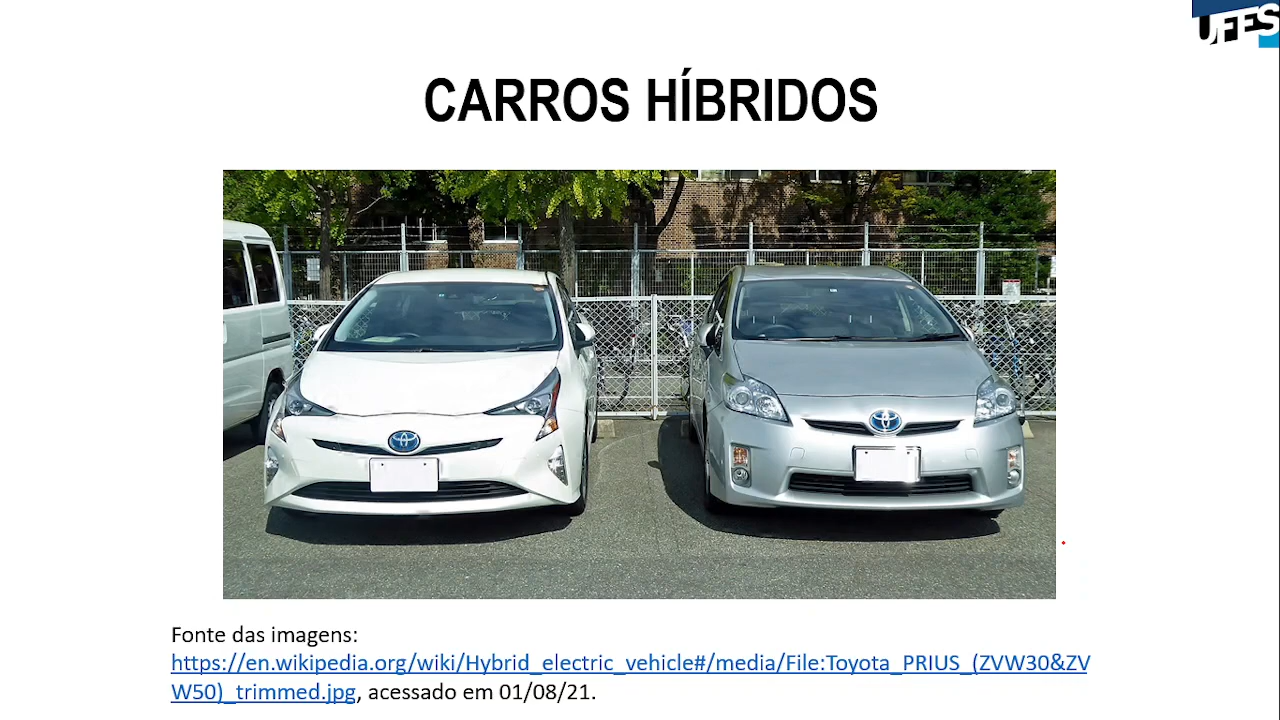 UFES
CARROS HÍBRIDOS
Fonte das imagens:
https://en.wikipedia.org/wiki/Hybrid_electric_vehicle#/media/File:Toyota_PRIUS_(ZVW30&ZV
W50)_trimmed.jpg, acessado em 01/08/21.